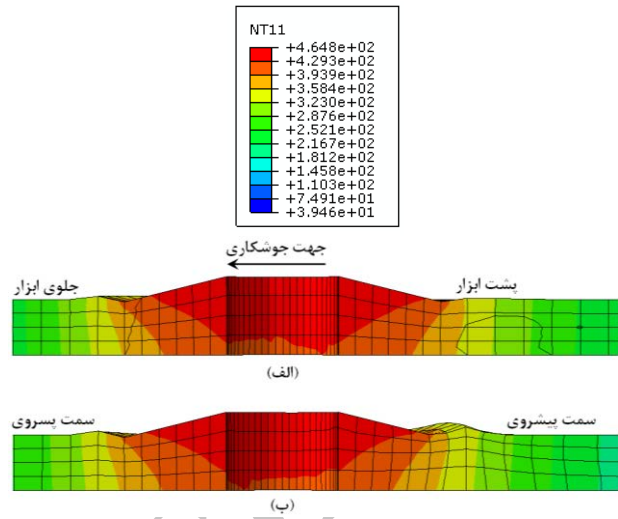 NT11
+4.648e+02
+4.293e+02
+3.939e+02
+3.584e+02
+3.230e+02
+2.876e+02
+2.521e+02
+2.167e+02
+1.812e+02
+1.458e+02
+1.103e+02
+7.491e+01
+3.946e+01
جهت جوشکاری
جلوی ابزار
پشت ابزار
(الف)
سمت پسروی
سمت پیشروی
(ب)